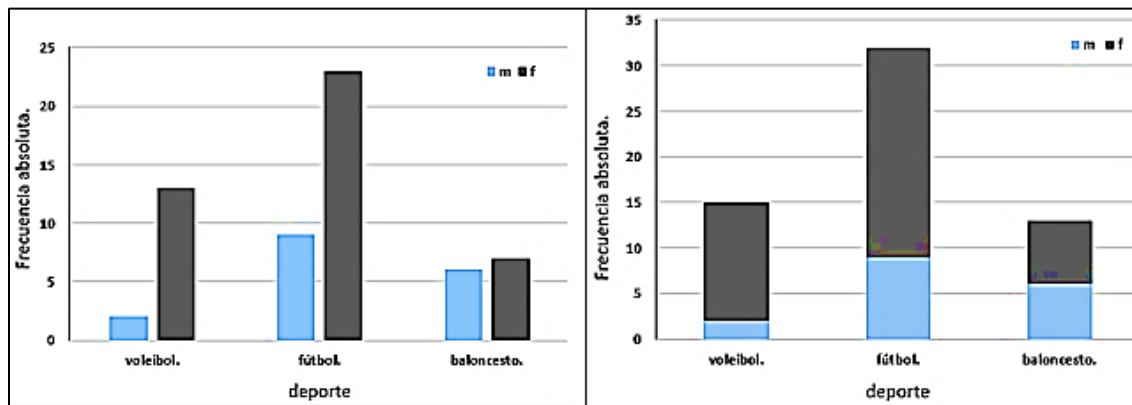 25
20
15
10
5
0
Frecuencia absoluta.
m f
voleibol.
fútbol.
baloncesto.
deporte
35
30
25
20
15
10
5
0
Frecuencia absoluta.
m f
voleibol.
fútbol.
baloncesto.
deporte